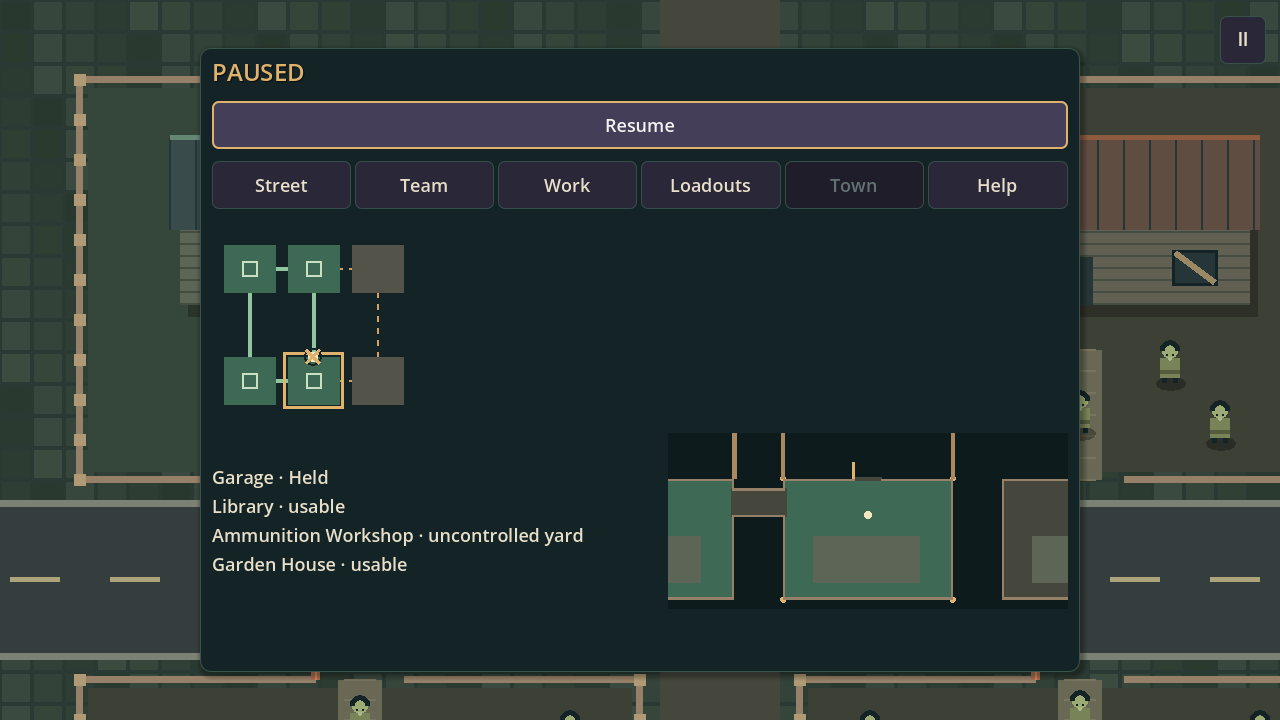 PAUSED
Resume
Street
Team
Work
Loadouts
Town
Help
Garage · Held
Library · usable
Ammunition Workshop · uncontrolled yard
Garden House · usable